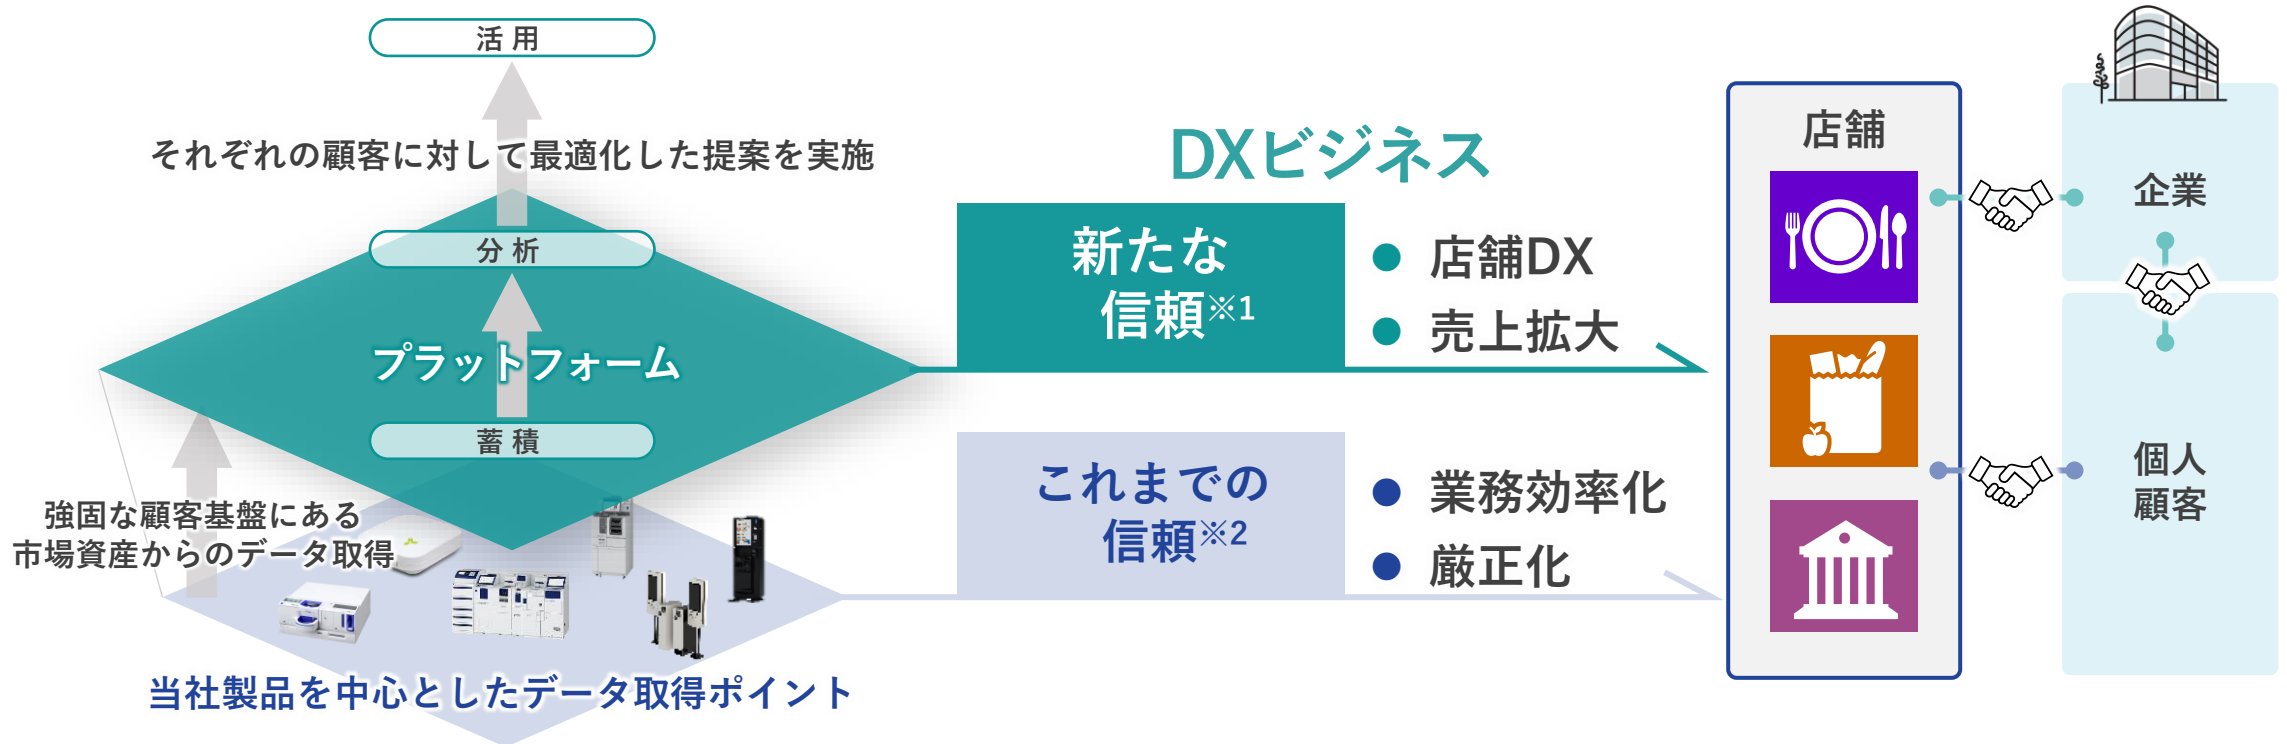 活用
それぞれの顧客に対して最適化した提案を実施
分析
プラットフォーム
蓄積
強固な顧客基盤にある
市場資産からのデータ取得
当社製品を中心としたデータ取得ポイント
DXビジネス
新たな
信頼※1
店舗DX
売上拡大
これまでの
信頼※2
業務効率化
厳正化
店舗
企業
個人
顧客